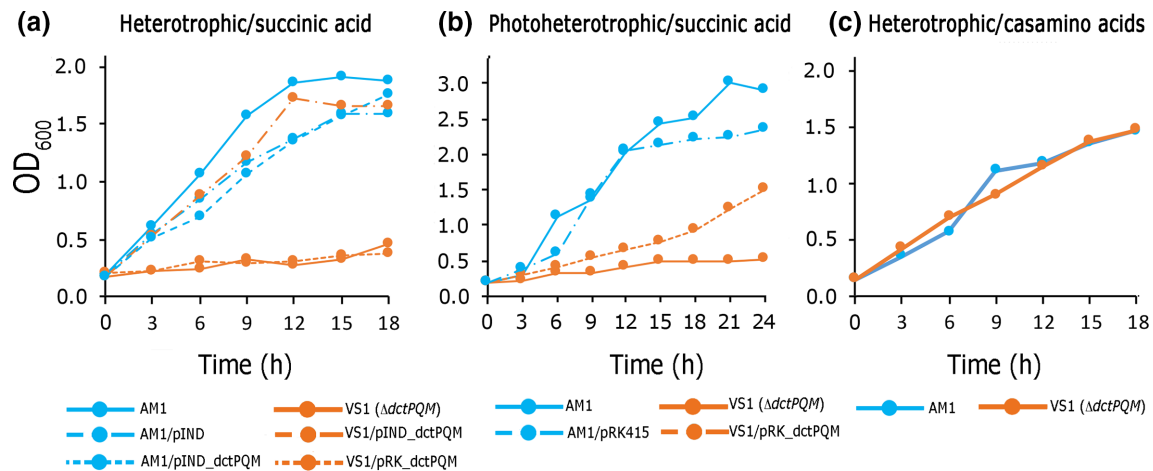 (a) Heterotrophic/succinic acid
(b) Photoheterotrophic/succinic acid
(c) Heterotrophic/casamino acids
OD600
2.0
1.5
1.0
0.5
0.0
0 3 6 9 12 15 18
Time (h)
3.0
2.5
2.0
1.5
1.0
0.5
0.0
0 3 6 9 12 15 18 21 24
Time (h)
2.0
1.5
1.0
0.5
0.0
0 3 6 9 12 15 18
Time (h)
AM1 VS1 (ΔdctPQM)
AM1/pIND VS1/pIND_dctPQM
AM1/pIND_dctPQM VS1/pRK_dctPQM
AM1 VS1 (ΔdctPQM)
AM1/pRK415 VS1/pRK_dctPQM
AM1 VS1 (ΔdctPQM)